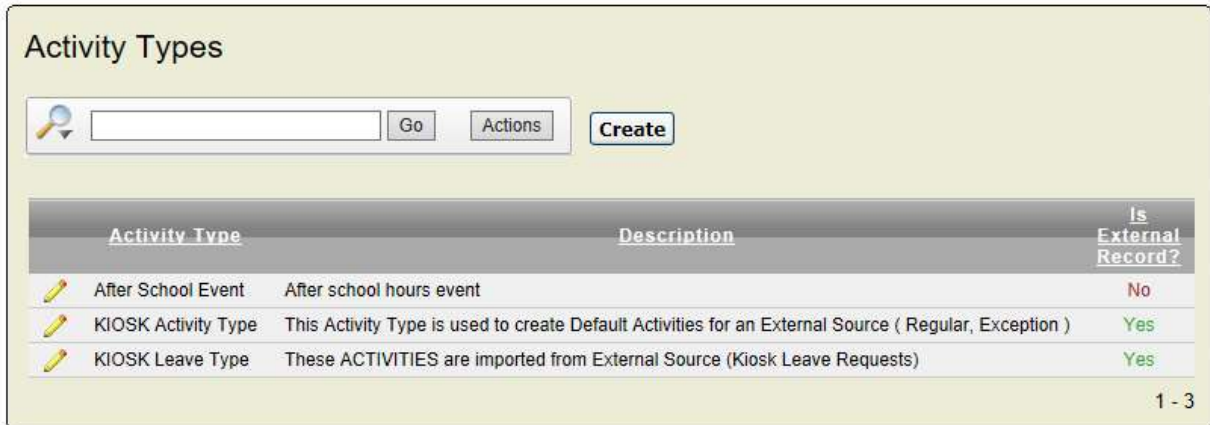 Activity Types
Go Actions Create
Activity Type Description Is External Record?
After School Event After school hours event No
KIOSK Activity Type This Activity Type is used to create Default Activities for an External Source ( Regular, Exception ) Yes
KIOSK Leave Type These ACTIVITIES are imported from External Source (Kiosk Leave Requests) Yes
1 - 3